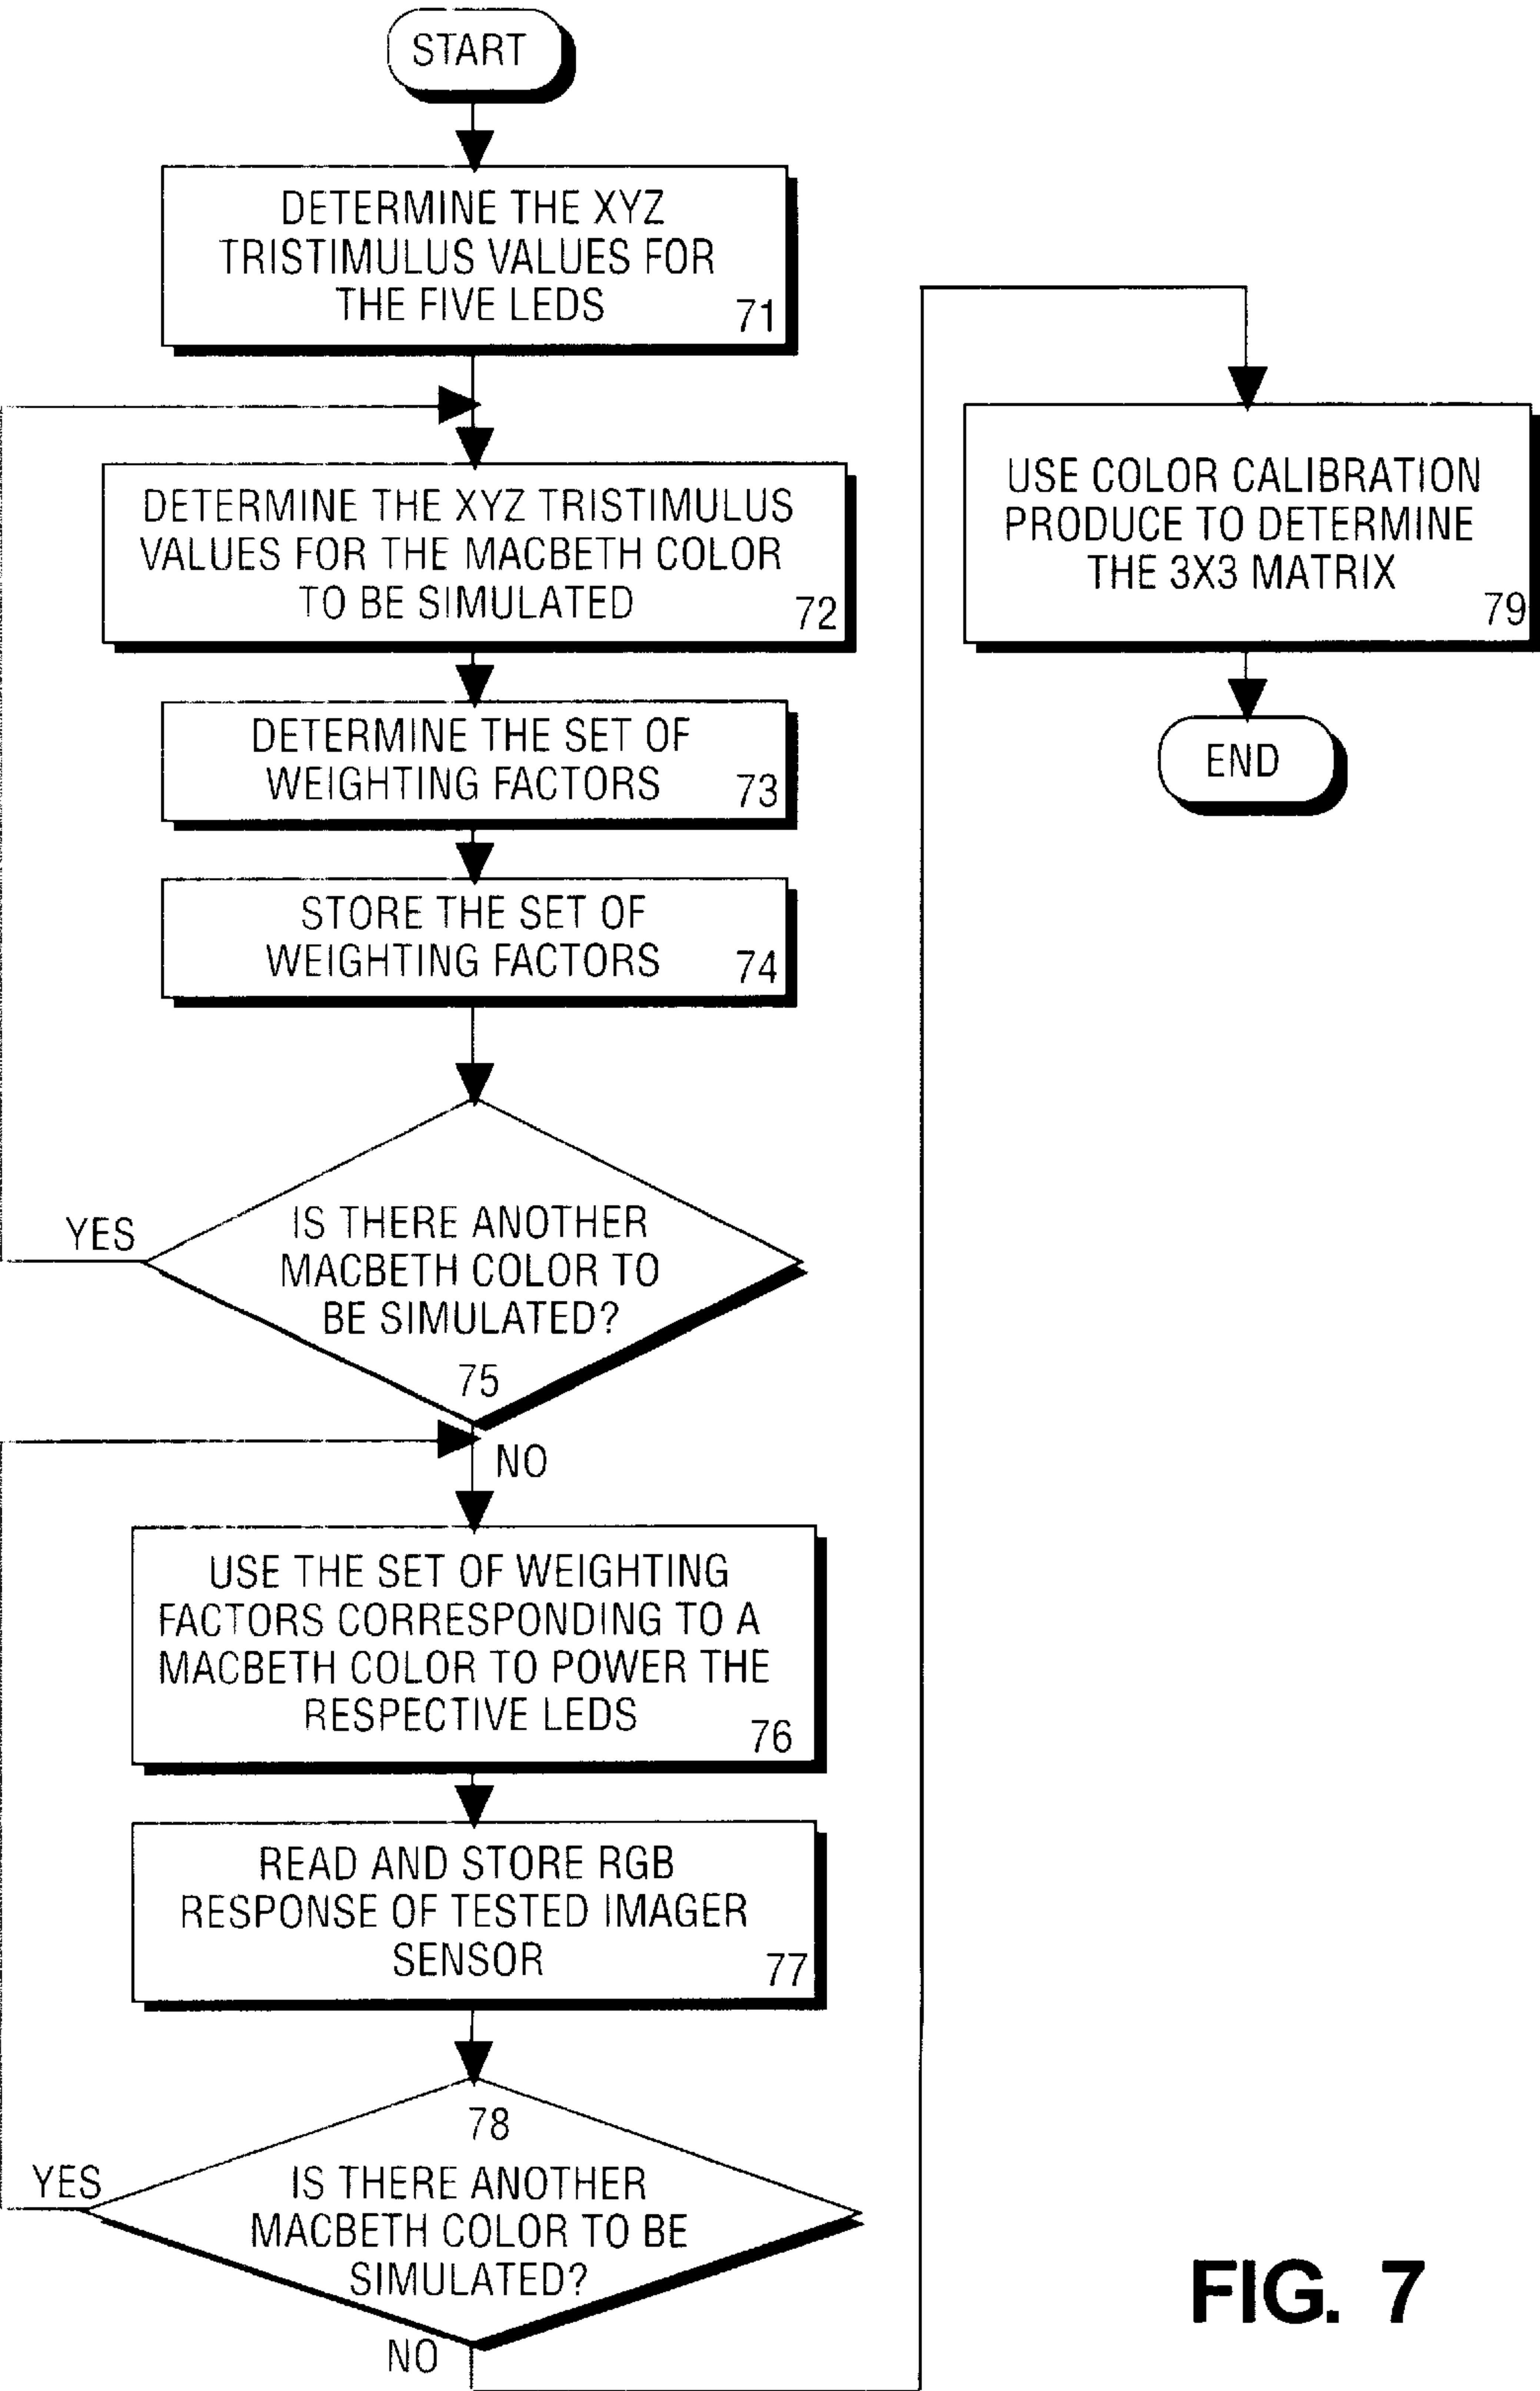 START
DETERMINE THE XYZ
TRISTIMULUS VALUES FOR
THE FIVE LEDS
71
DETERMINE THE XYZ TRISTIMULUS
VALUES FOR THE MACBETH COLOR
TO BE SIMULATED
72
DETERMINE THE SET OF
WEIGHTING FACTORS
73
STORE THE SET OF
WEIGHTING FACTORS
74
YES
IS THERE ANOTHER
MACBETH COLOR TO
BE SIMULATED?
75
NO
USE THE SET OF WEIGHTING
FACTORS CORRESPONDING TO A
MACBETH COLOR TO POWER THE
RESPECTIVE LEDS
76
READ AND STORE RGB
RESPONSE OF TESTED IMAGER
SENSOR
77
78
YES
IS THERE ANOTHER
MACBETH COLOR TO BE
SIMULATED?
NO
USE COLOR CALIBRATION
PRODUCE TO DETERMINE
THE 3X3 MATRIX
79
END
FIG. 7